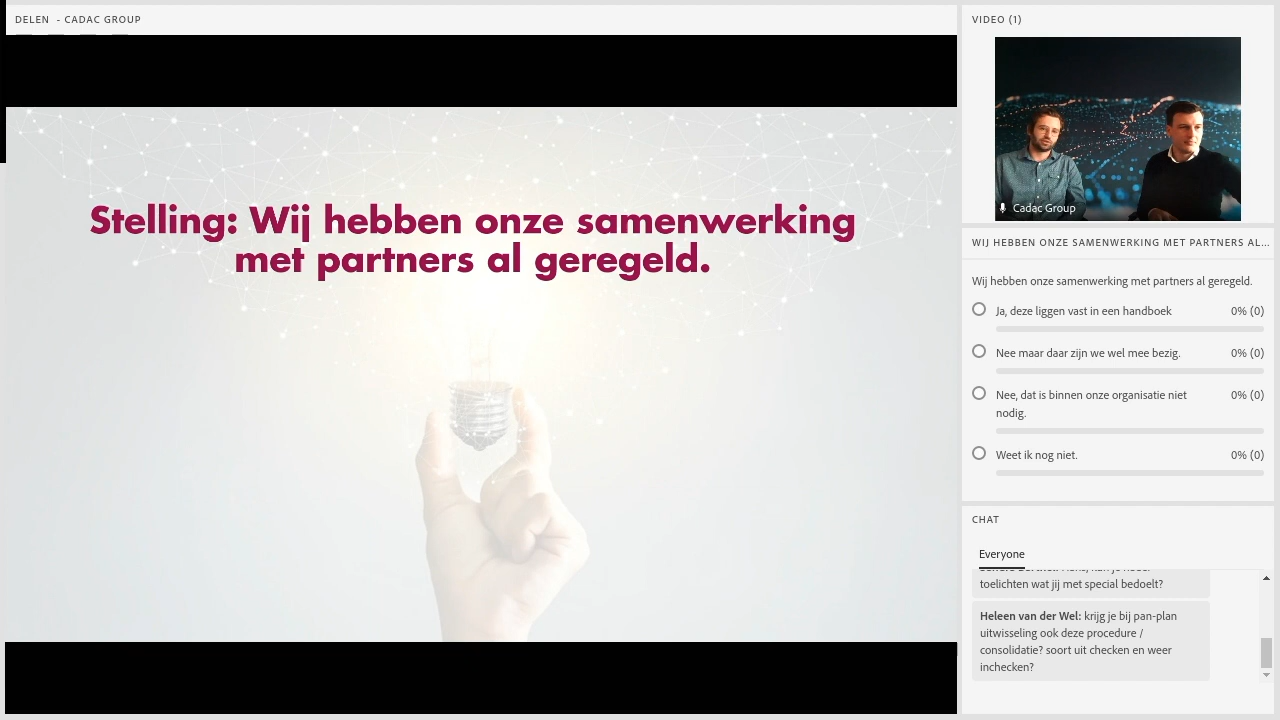 DELEN - CADAC GROUP
Stelling: Wij hebben onze samenwerking
met partners al geregeld.
VIDEO (1)
Cadac Group
WIJ HEBBEN ONZE SAMENWERKING MET PARTNERS AL...
Wij hebben onze samenwerking met partners al geregeld.
Ja, deze liggen vast in een handboek 0% (0)
Nee maar daar zijn we wel mee bezig. 0% (0)
Nee, dat is binnen onze organisatie niet 0% (0)
nodig.
Weet ik nog niet. 0% (0)
CHAT
Everyone
toelichten wat jij met special bedoelt?
Heleen van der Wel: krijg je bij pan-plan
uitwisseling ook deze procedure /
consolidatie? soort uit checken en weer
inchecken?